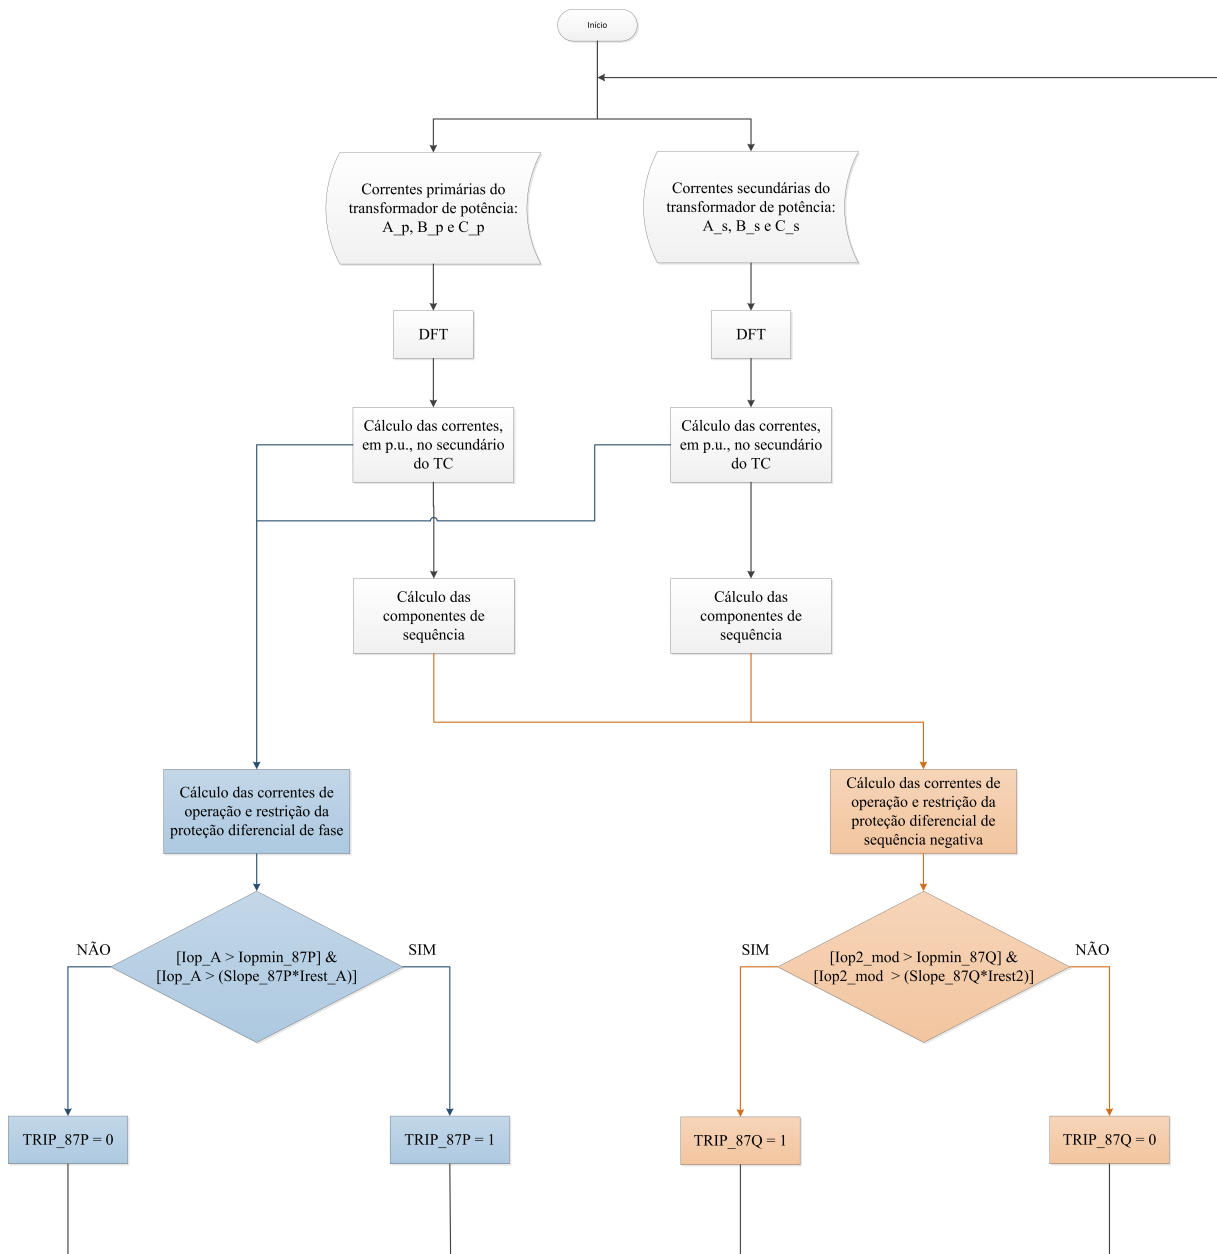 Início
Correntes primárias do
transformador de potência:
A_p, B_p e C_p
Correntes secundárias do
transformador de potência:
A_s, B_s e C_s
DFT
DFT
Cálculo das correntes,
em p.u., no secundário
do TC
Cálculo das correntes,
em p.u., no secundário
do TC
Cálculo das
componentes de
sequência
Cálculo das
componentes de
sequência
Cálculo das correntes de
operação e restrição da
proteção diferencial de fase
Cálculo das correntes de
operação e restrição da
proteção diferencial de
sequência negativa
NÃO
[Iop_A > Iopmin_87P] &
[Iop_A > (Slope_87P*Irest_A)]
SIM
SIM
[Iop2_mod > Iopmin_87Q] &
[Iop2_mod > (Slope_87Q*Irest2)]
NÃO
TRIP_87P = 0
TRIP_87P = 1
TRIP_87Q = 1
TRIP_87Q = 0